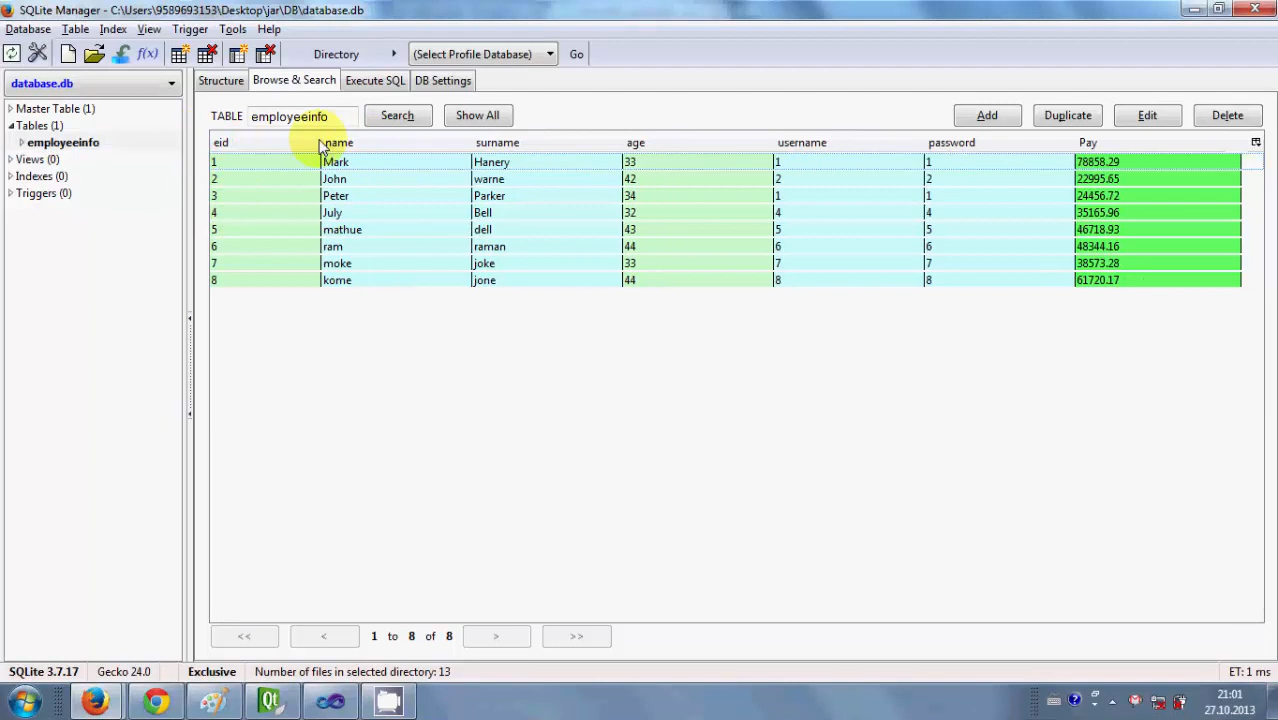 SQLite Manager - C:\Users\9589693153\Desktop\jar\DB\database.db
Database Table Index View Trigger Tools Help
f(x) Directory (Select Profile Database) Go
database.db
Structure Browse & Search Execute SQL DB Settings
Master Table (1)
Tables (1)
employeeinfo
Views (0)
Indexes (0)
Triggers (0)
TABLE employeeinfo Search Show All Add Duplicate Edit Delete
eid name surname age username password Pay
1 Mark Hanery 33 1 1 78858.29
2 John warne 42 2 2 22995.65
3 Peter Parker 34 1 1 24456.72
4 July Bell 32 4 4 35165.96
5 mathue dell 43 5 5 46718.93
6 ram raman 44 6 6 48344.16
7 moke joke 33 7 7 38573.28
8 kome jone 44 8 8 61720.17
<< < 1 to 8 of 8 > >>
SQLite 3.7.17 Gecko 24.0 Exclusive Number of files in selected directory: 13 ET: 1 ms
Qt
21:01
27.10.2013